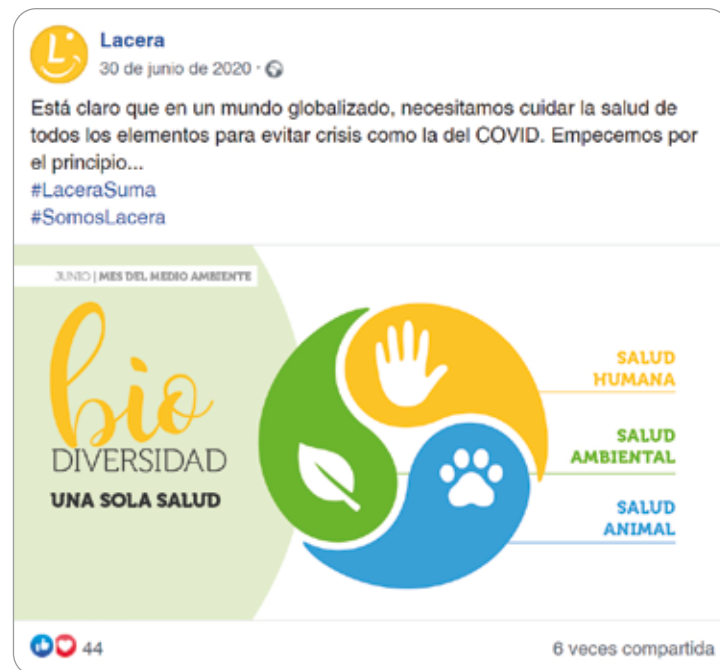 Lacera
30 de junio de 2020 ·
Está claro que en un mundo globalizado, necesitamos cuidar la salud de
todos los elementos para evitar crisis como la del COVID. Empecemos por
el principio...
#LaceraSuma
#SomosLacera
JUNIO | MES DEL MEDIO AMBIENTE
bio
DIVERSIDAD
UNA SOLA SALUD
SALUD
HUMANA
SALUD
AMBIENTAL
SALUD
ANIMAL
44
6 veces compartida